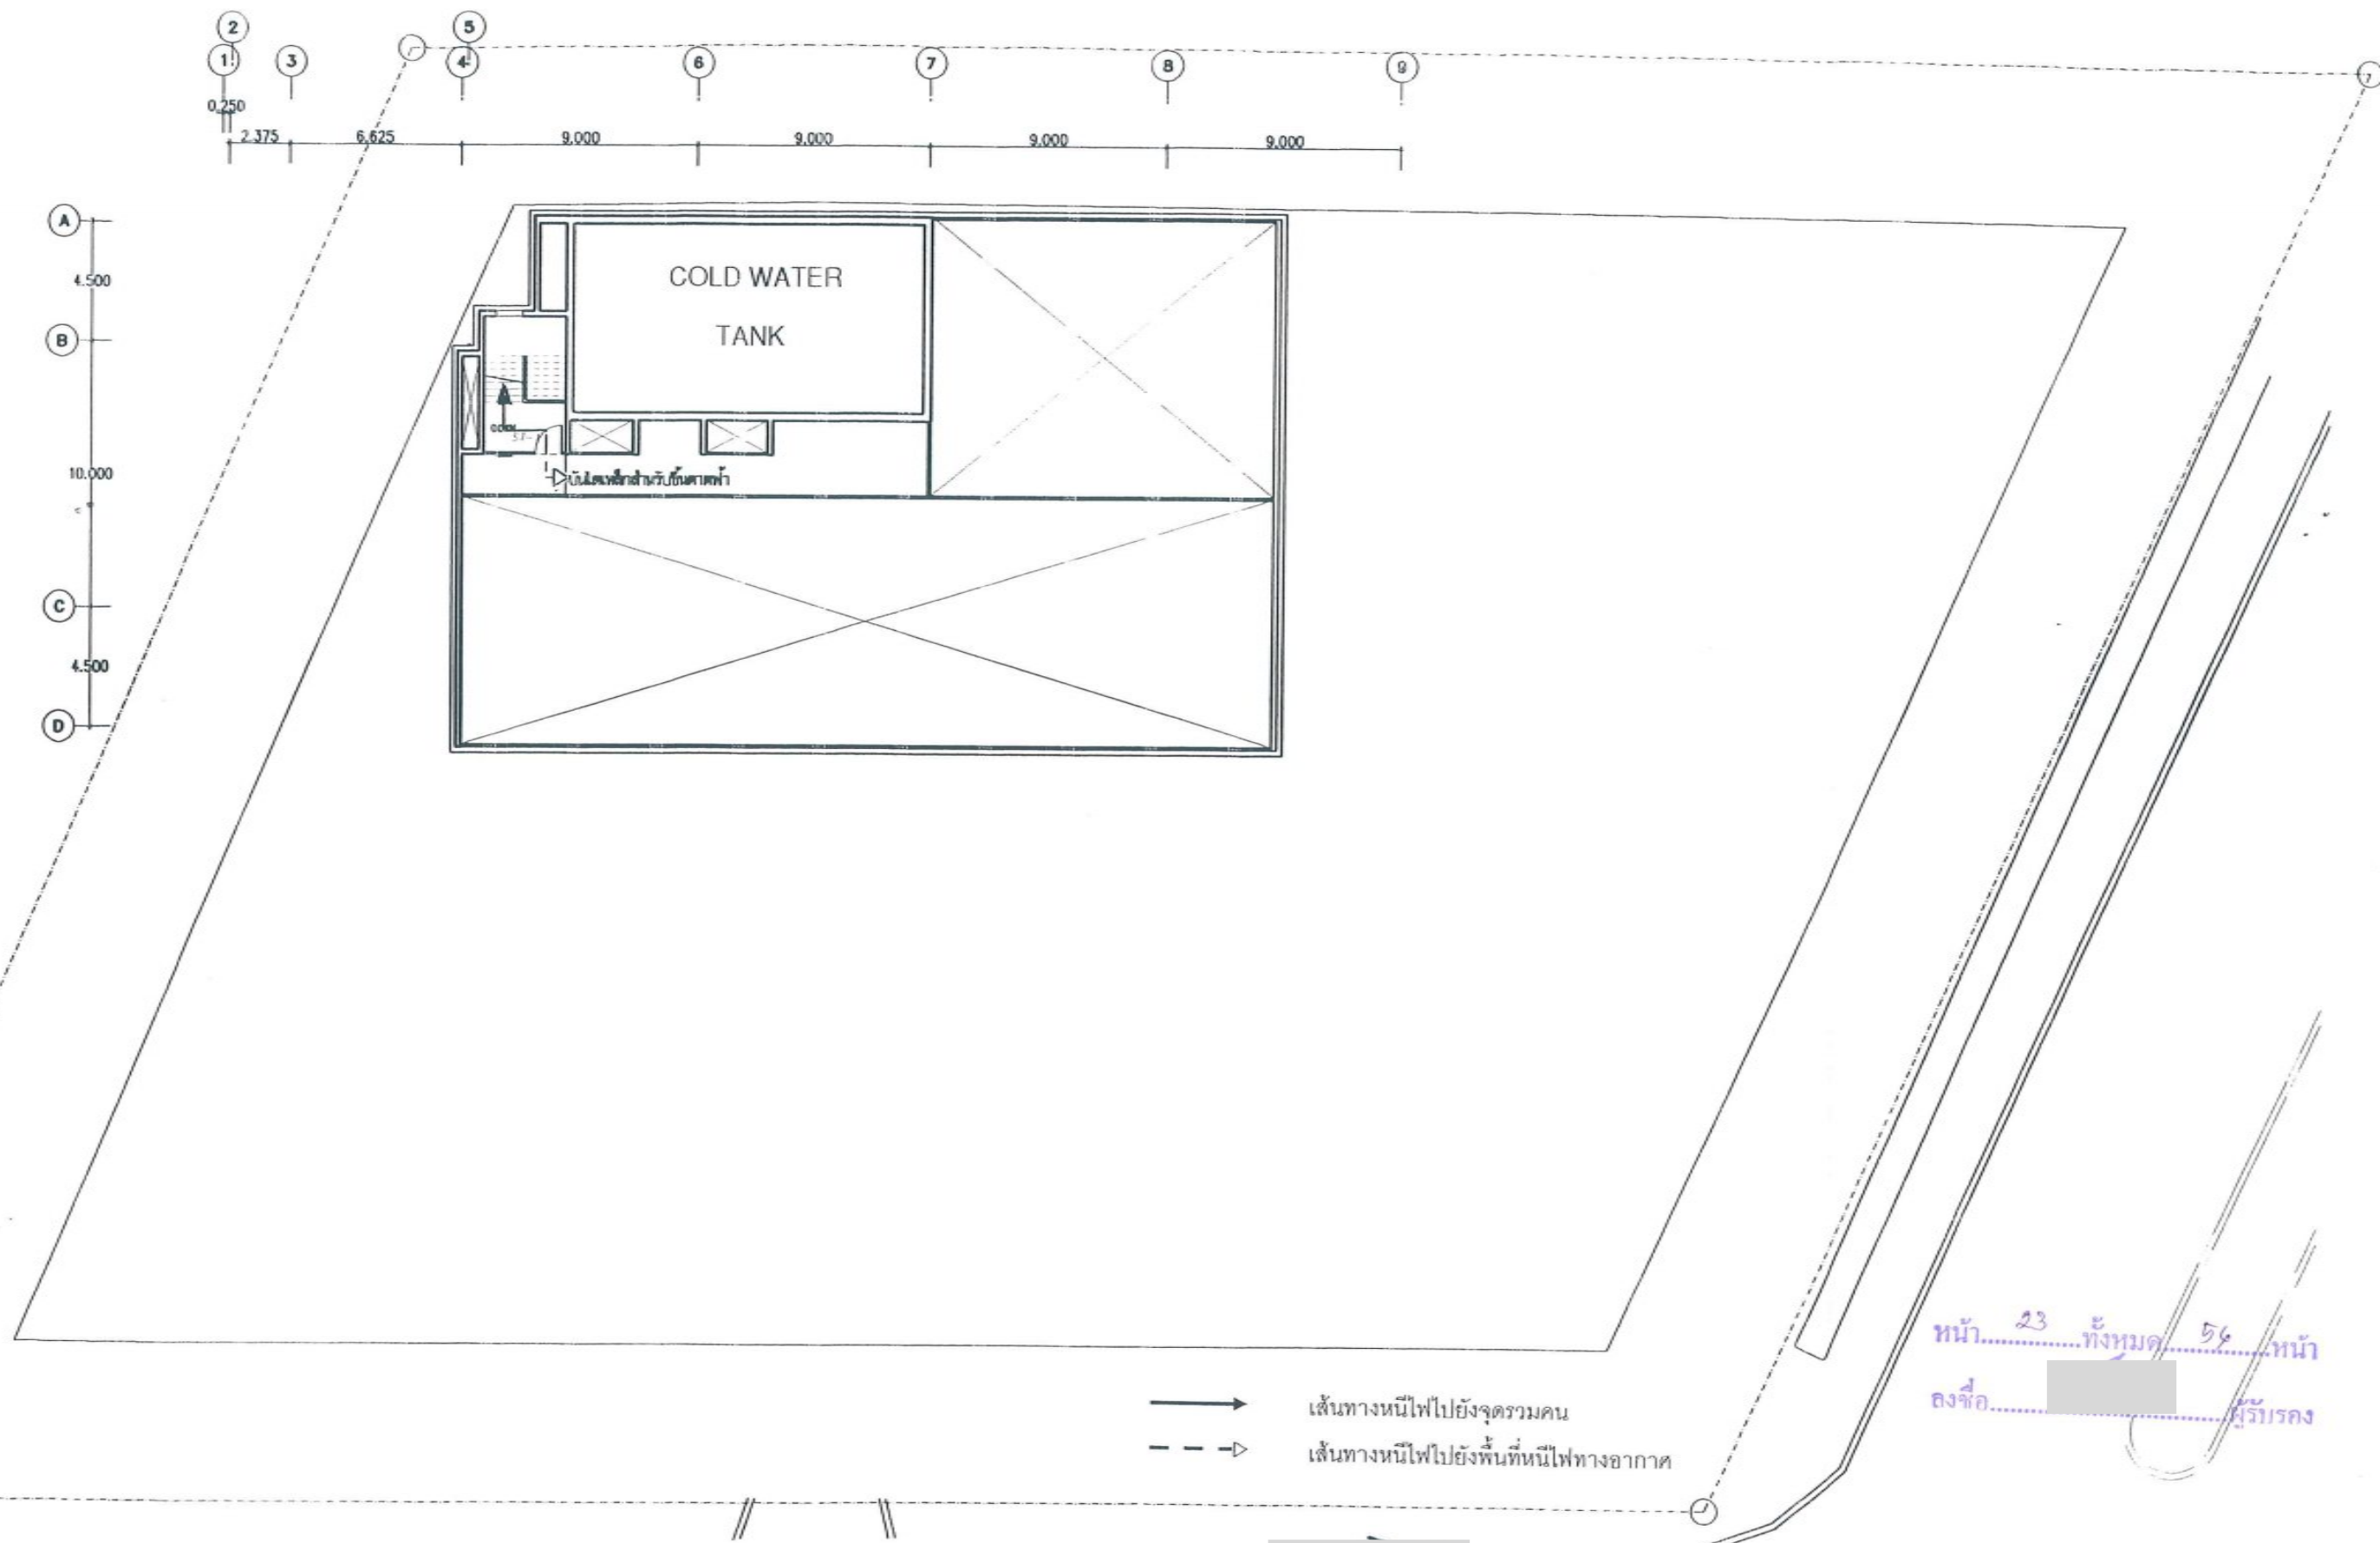 2
5
1
3
4
6
7
8
9
0.250
2.375
6.625
9.000
9.000
9.000
9.000
A
4.500
B
10.000
C
4.500
D
COLD WATER
TANK
บันไดเหล็กสำหรับขึ้นดาดฟ้า
เส้นทางหนีไฟไปยังจุดรวมคน
เส้นทางหนีไฟไปยังพื้นที่หนีไฟทางอากาศ
หน้า 23 ทั้งหมด 54 หน้า
ลงชื่อ ผู้รับรอง